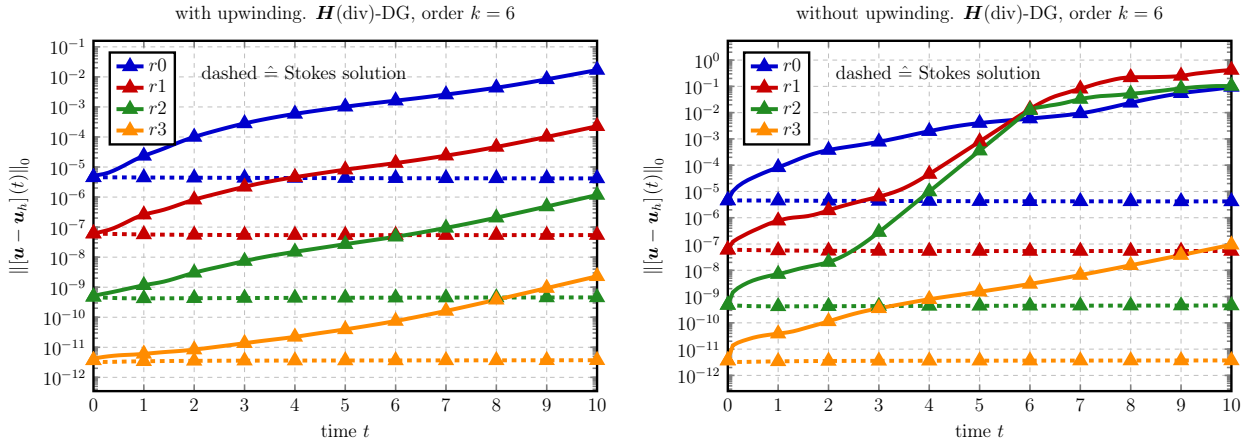 with upwinding. H(div)-DG, order k = 6
10⁻¹
10⁻²
10⁻³
10⁻⁴
10⁻⁵
10⁻⁶
10⁻⁷
10⁻⁸
10⁻⁹
10⁻¹⁰
10⁻¹¹
10⁻¹²
‖[u − u_h](t)‖₀
r0
r1
r2
r3
dashed ≙ Stokes solution
0 1 2 3 4 5 6 7 8 9 10
time t
without upwinding. H(div)-DG, order k = 6
10⁰
10⁻¹
10⁻²
10⁻³
10⁻⁴
10⁻⁵
10⁻⁶
10⁻⁷
10⁻⁸
10⁻⁹
10⁻¹⁰
10⁻¹¹
10⁻¹²
‖[u − u_h](t)‖₀
r0
r1
r2
r3
dashed ≙ Stokes solution
0 1 2 3 4 5 6 7 8 9 10
time t